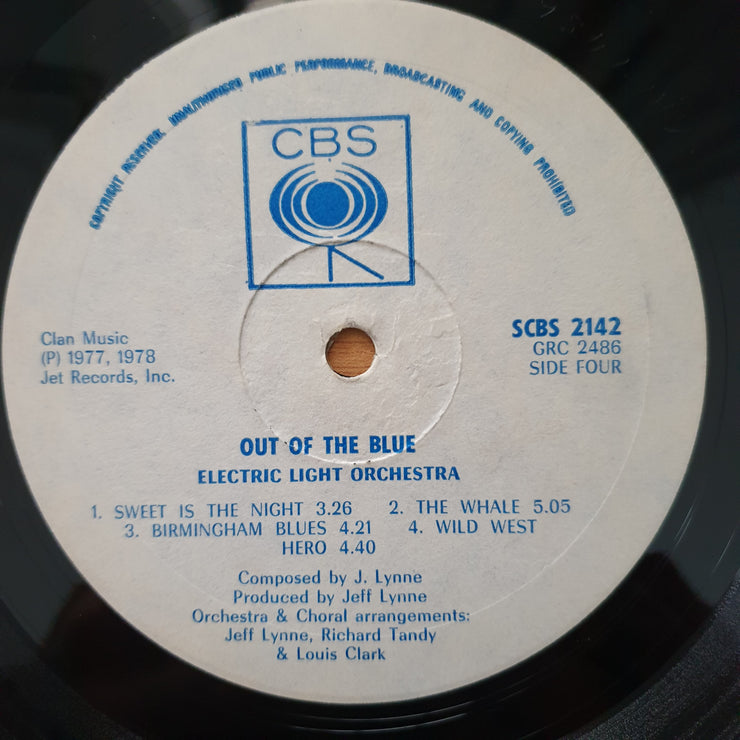 COPYRIGHT RESERVED. UNAUTHORISED PUBLIC PERFORMANCE, BROADCASTING AND COPYING PROHIBITED
CBS
Clan Music
(P) 1977, 1978
Jet Records, Inc.
SCBS 2142
GRC 2486
SIDE FOUR
OUT OF THE BLUE
ELECTRIC LIGHT ORCHESTRA
1. SWEET IS THE NIGHT 3.26 2. THE WHALE 5.05
3. BIRMINGHAM BLUES 4.21 4. WILD WEST
HERO 4.40
Composed by J. Lynne
Produced by Jeff Lynne
Orchestra & Choral arrangements:
Jeff Lynne, Richard Tandy
& Louis Clark